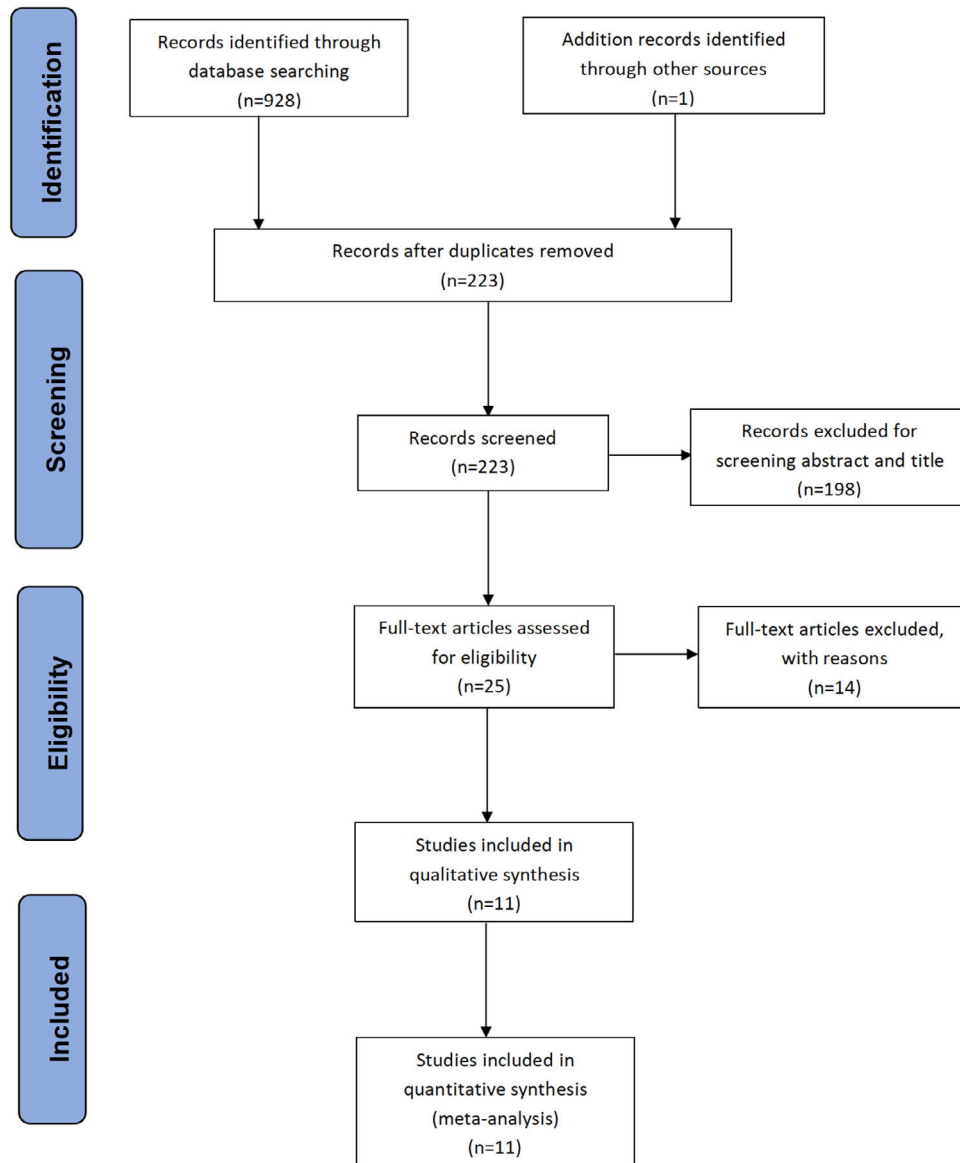 Identification
Records identified through
database searching
(n=928)
Addition records identified
through other sources
(n=1)
Records after duplicates removed
(n=223)
Screening
Records screened
(n=223)
Records excluded for
screening abstract and title
(n=198)
Eligibility
Full-text articles assessed
for eligibility
(n=25)
Full-text articles excluded,
with reasons
(n=14)
Studies included in
qualitative synthesis
(n=11)
Included
Studies included in
quantitative synthesis
(meta-analysis)
(n=11)